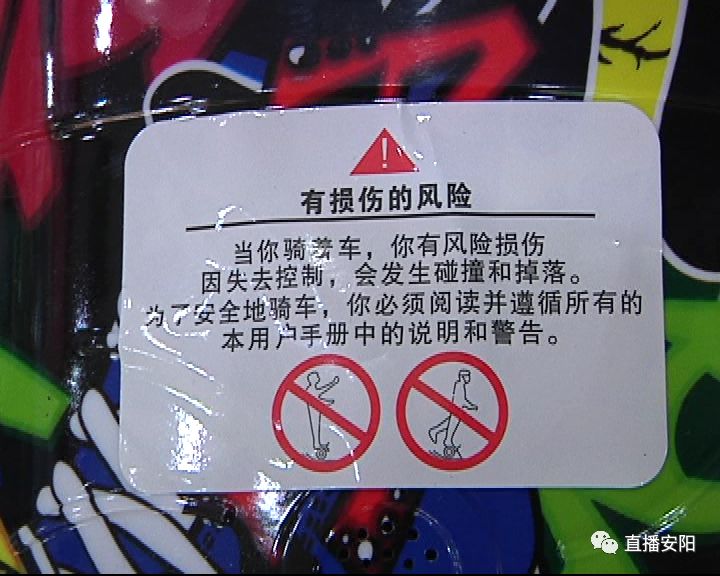 有损伤的风险
当你骑着车，你有风险损伤
因失去控制，会发生碰撞和掉落。
为了安全地骑车，你必须阅读并遵循所有的
本用户手册中的说明和警告。
直播安阳